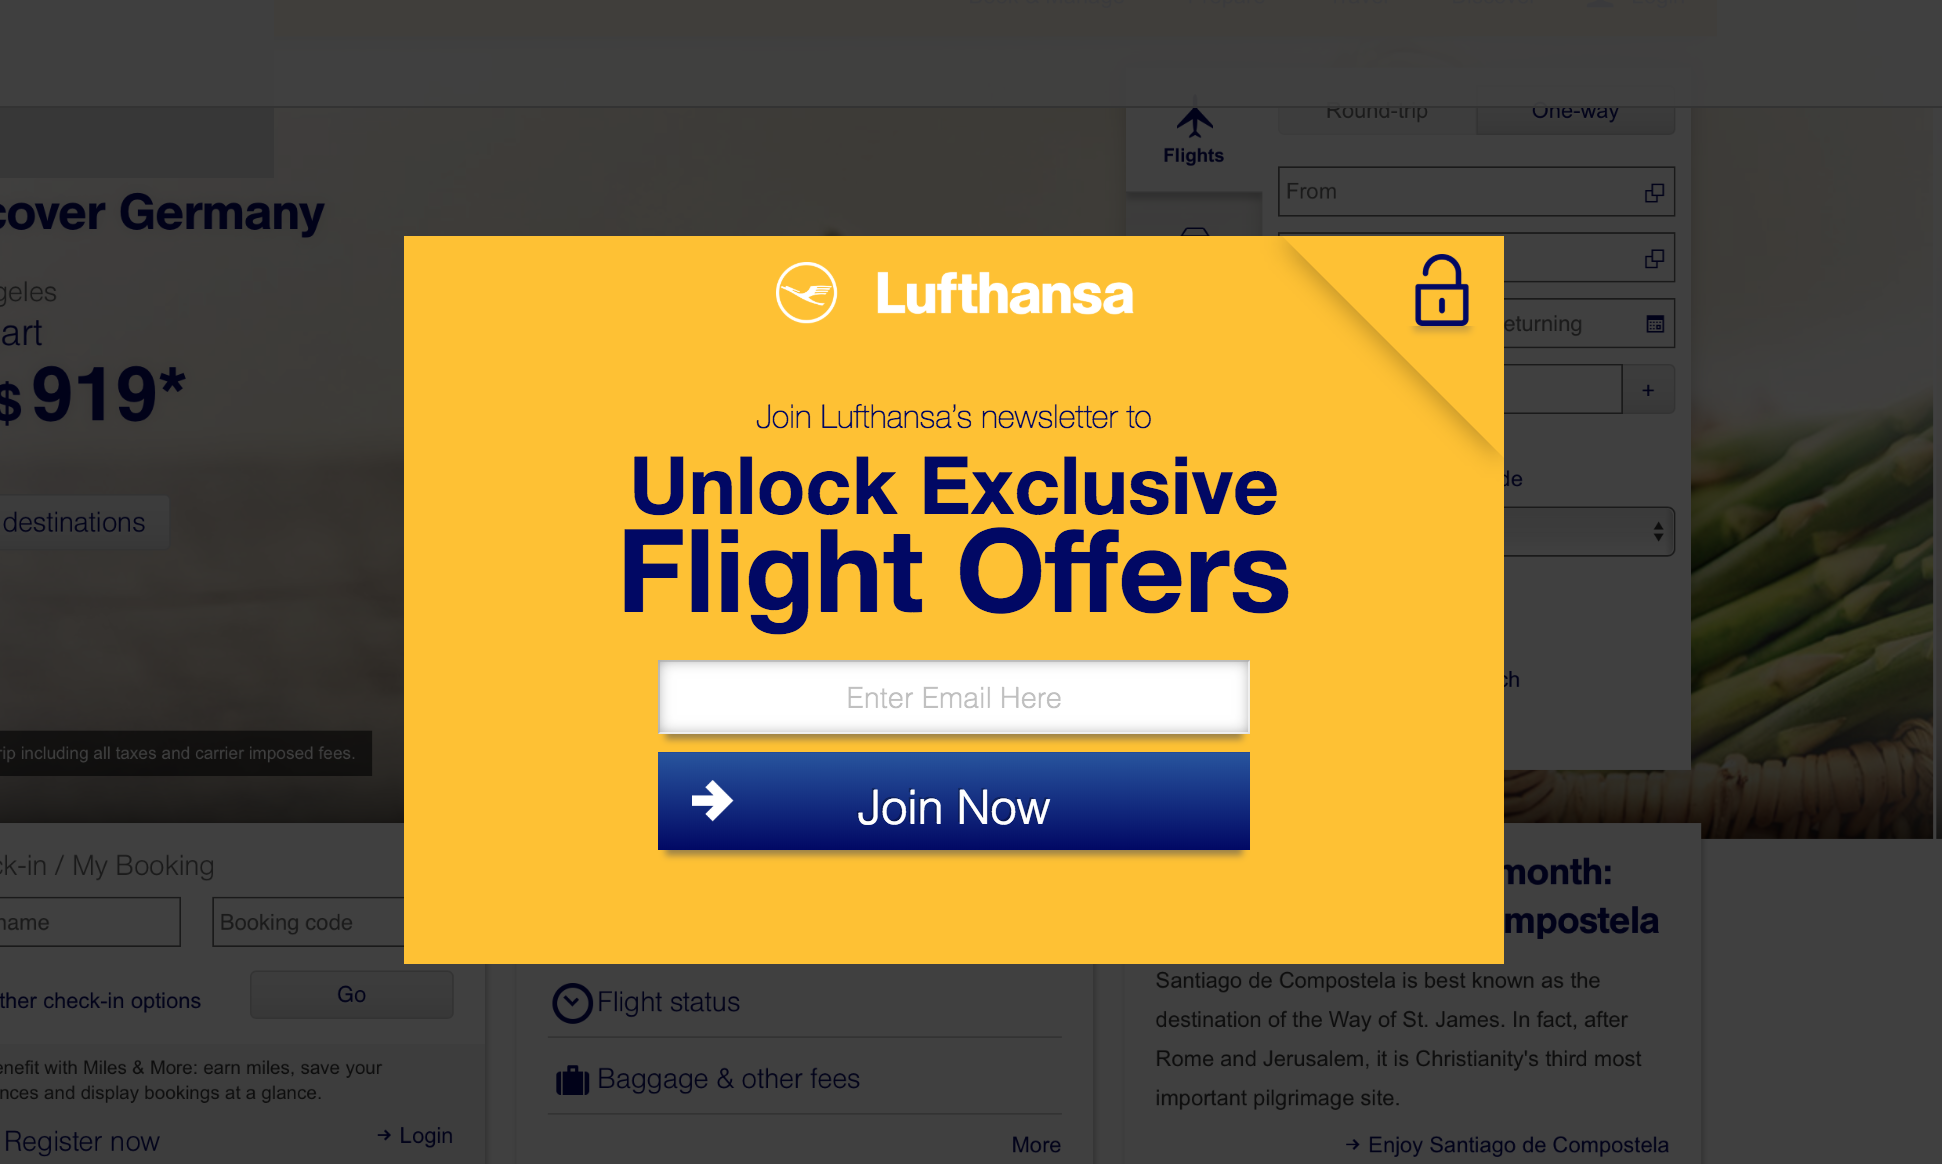 Round-trip
One-way
Flights
From
cover Germany
geles
art
$ 919*
eturning
+
Lufthansa
Join Lufthansa's newsletter to
Unlock Exclusive
Flight Offers
Enter Email Here
Join Now
de
destinations
ch
rip including all taxes and carrier imposed fees.
ck-in / My Booking
name
Booking code
ther check-in options
Go
enefit with Miles & More: earn miles, save your
nces and display bookings at a glance.
Register now
Login
Flight status
Baggage & other fees
More
month:
mpostela
Santiago de Compostela is best known as the
destination of the Way of St. James. In fact, after
Rome and Jerusalem, it is Christianity's third most
important pilgrimage site.
Enjoy Santiago de Compostela